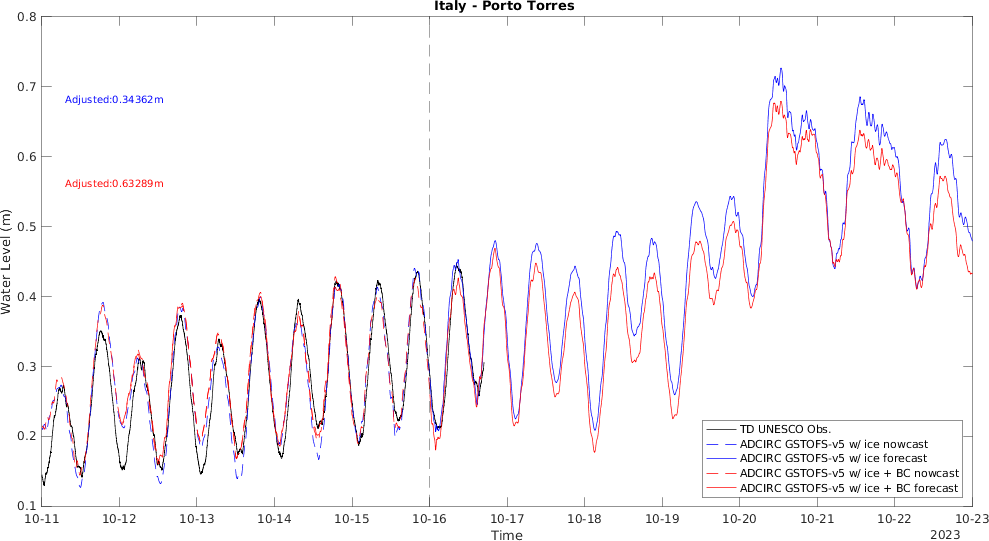 Italy - Porto Torres
0.8
0.7
0.6
0.5
0.4
0.3
0.2
0.1
Water Level (m)
Adjusted:0.34362m
Adjusted:0.63289m
TD UNESCO Obs.
ADCIRC GSTOFS-v5 w/ ice nowcast
ADCIRC GSTOFS-v5 w/ ice forecast
ADCIRC GSTOFS-v5 w/ ice + BC nowcast
ADCIRC GSTOFS-v5 w/ ice + BC forecast
10-11 10-12 10-13 10-14 10-15 10-16 10-17 10-18 10-19 10-20 10-21 10-22 10-23
Time
2023